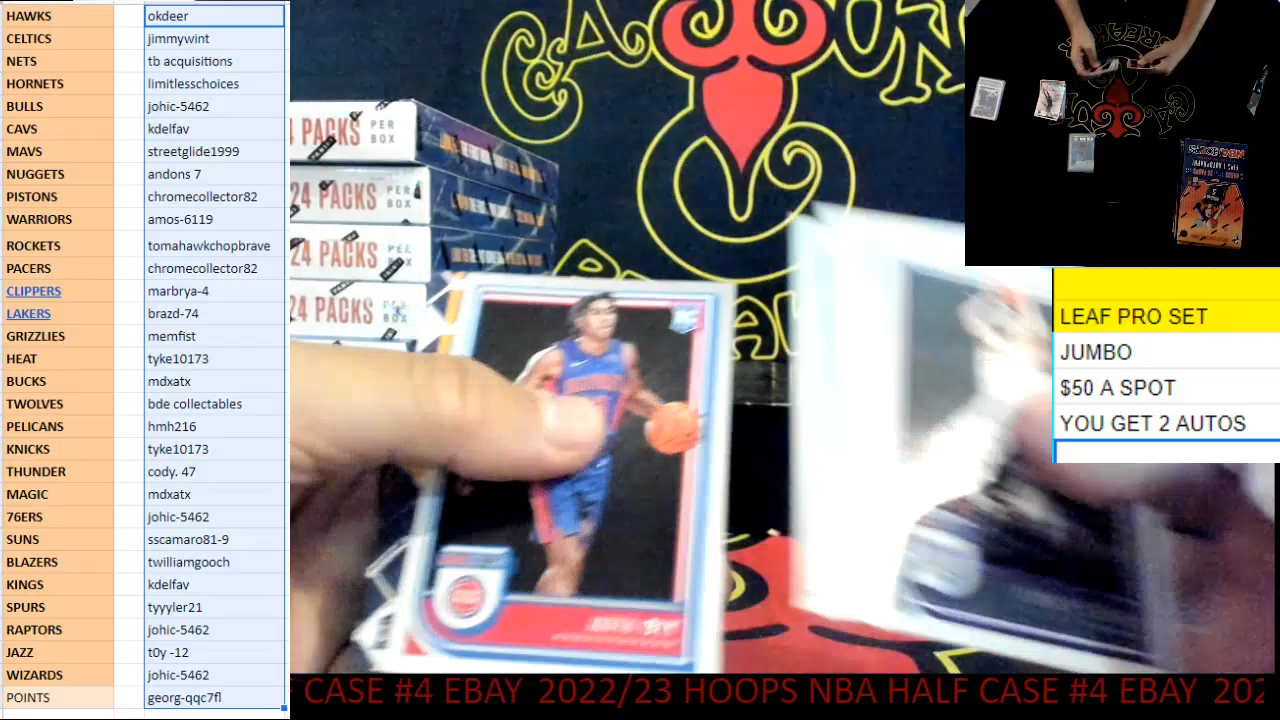 HAWKS okdeer
CELTICS jimmywint
NETS tb acquisitions
HORNETS limitlesschoices
BULLS johic-5462
CAVS kdelfav
MAVS streetglide1999
NUGGETS andons 7
PISTONS chromecollector82
WARRIORS amos-6119
ROCKETS tomahawkchopbrave
PACERS chromecollector82
CLIPPERS marbrya-4
LAKERS brazd-74
GRIZZLIES memfist
HEAT tyke10173
BUCKS mdxatx
TWOLVES bde collectables
PELICANS hmh216
KNICKS tyke10173
THUNDER cody. 47
MAGIC mdxatx
76ERS johic-5462
SUNS sscamaro81-9
BLAZERS twilliamgooch
KINGS kdelfav
SPURS tyyyler21
RAPTORS johic-5462
JAZZ t0y -12
WIZARDS johic-5462
POINTS georg-qqc7fl
PACKS PER BOX
24 PACKS PER BOX
24 PACKS
24 PACKS
RC
LEAF PRO SET
JUMBO
$50 A SPOT
YOU GET 2 AUTOS
CASE #4 EBAY 2022/23 HOOPS NBA HALF CASE #4 EBAY 202